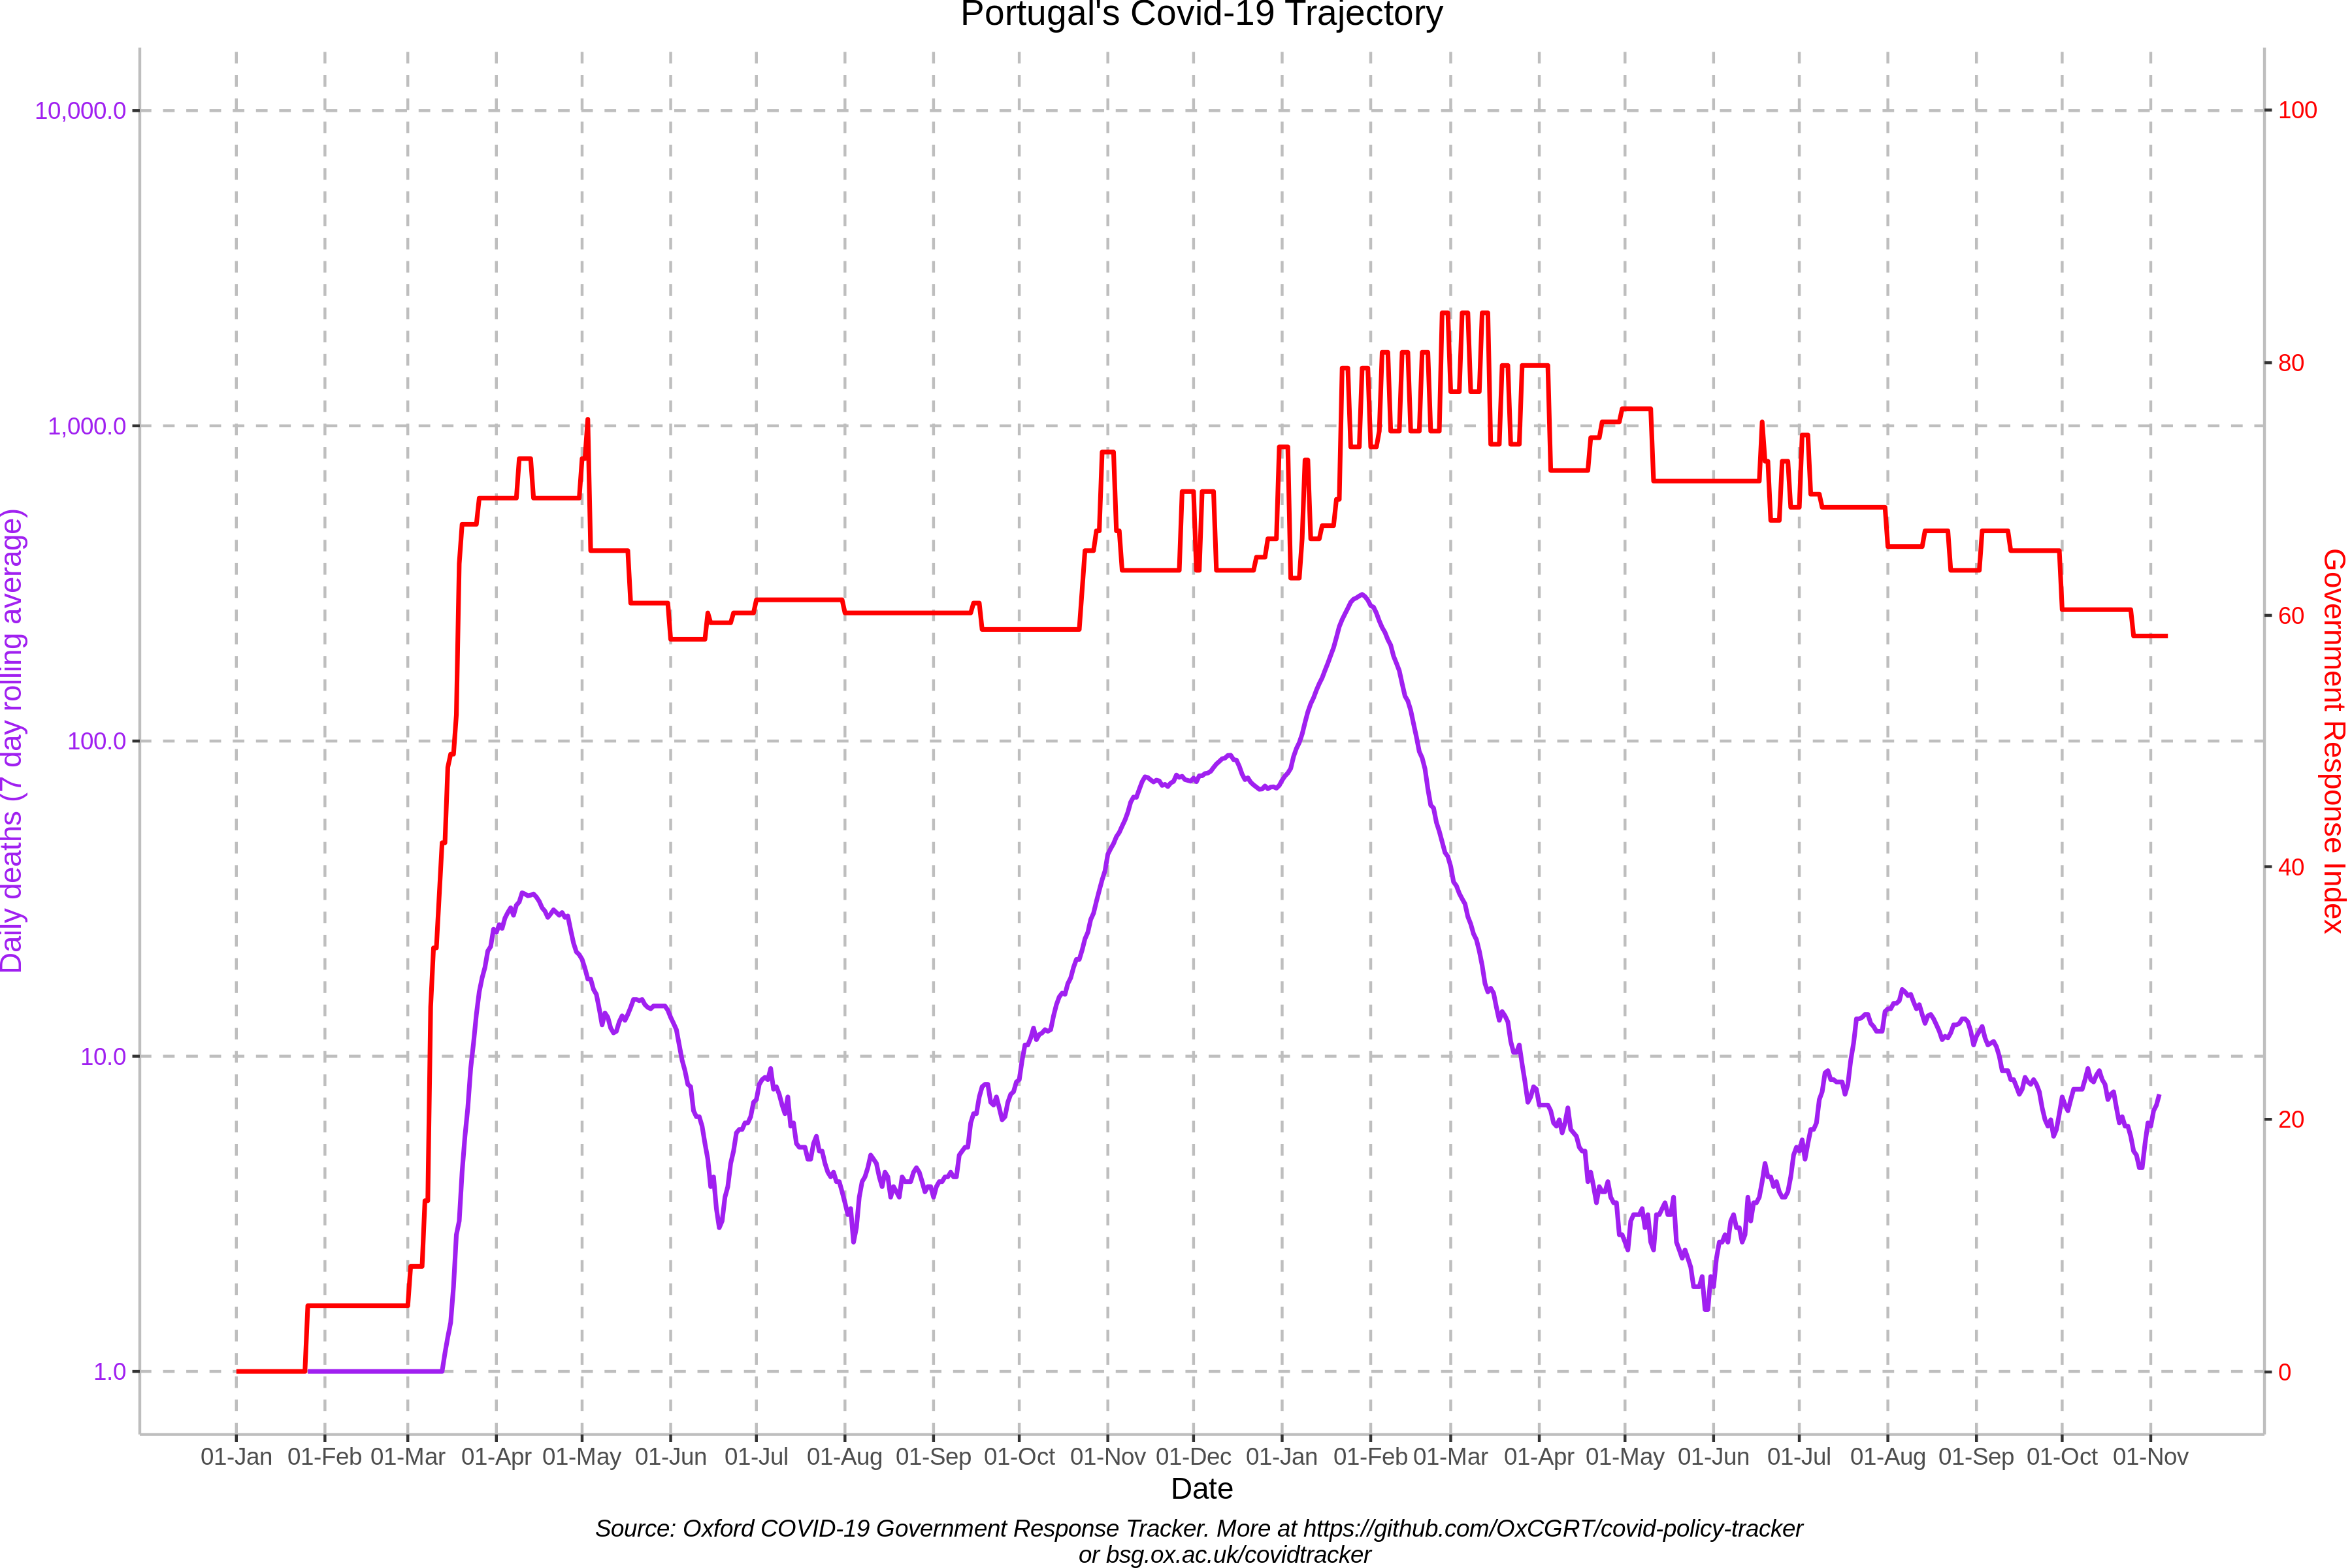 Portugal's Covid-19 Trajectory
10,000.0
1,000.0
100.0
10.0
1.0
Daily deaths (7 day rolling average)
100
80
60
40
20
0
Government Response Index
01-Jan 01-Feb 01-Mar 01-Apr 01-May 01-Jun 01-Jul 01-Aug 01-Sep 01-Oct 01-Nov 01-Dec 01-Jan 01-Feb 01-Mar 01-Apr 01-May 01-Jun 01-Jul 01-Aug 01-Sep 01-Oct 01-Nov
Date
Source: Oxford COVID-19 Government Response Tracker. More at https://github.com/OxCGRT/covid-policy-tracker
or bsg.ox.ac.uk/covidtracker